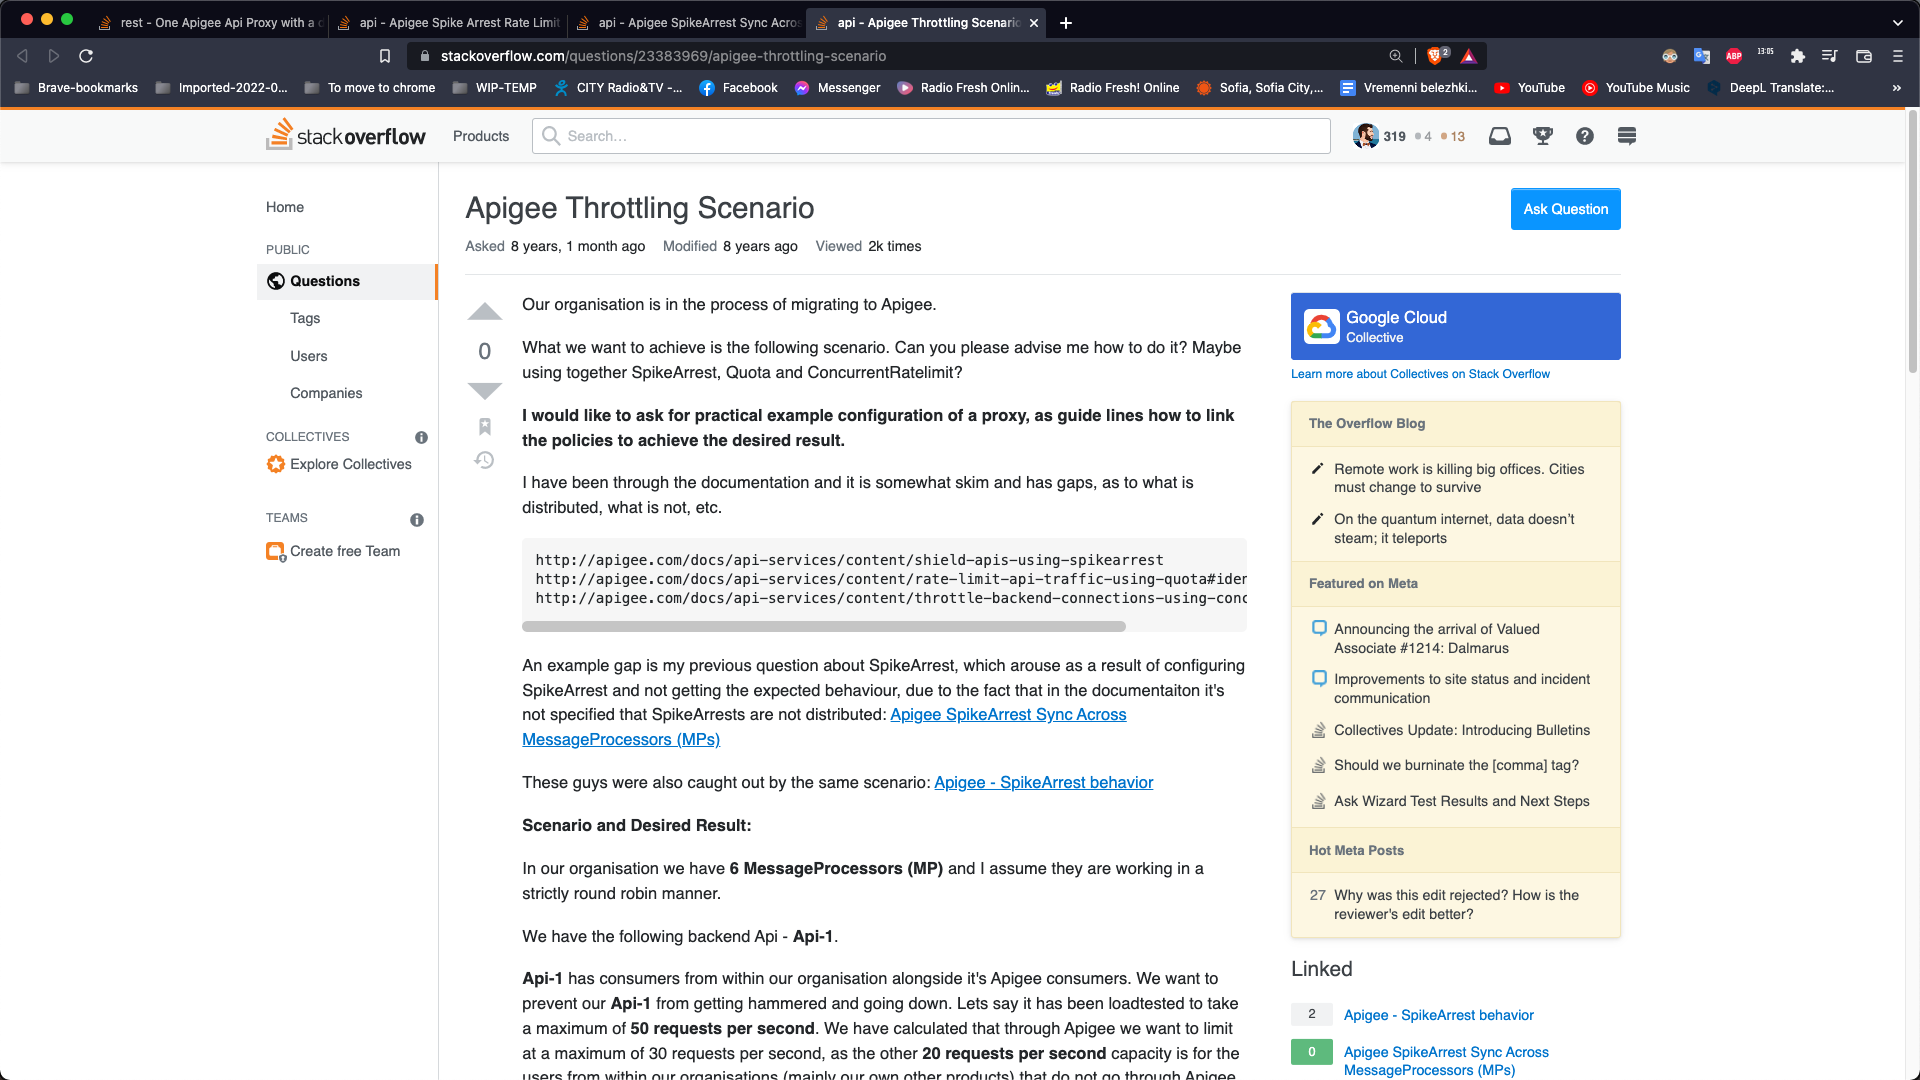 rest - One Apigee Api Proxy with a
api - Apigee Spike Arrest Rate Limit
api - Apigee SpikeArrest Sync Acros
api - Apigee Throttling Scenario
stackoverflow.com/questions/23383969/apigee-throttling-scenario
2
ABP
13:05
Brave-bookmarks
Imported-2022-0...
To move to chrome
WIP-TEMP
CITY Radio&TV -...
Facebook
Messenger
Radio Fresh Onlin...
Radio Fresh! Online
Sofia, Sofia City,...
Vremenni belezhki...
YouTube
YouTube Music
DeepL Translate:...
»
stackoverflow
Products
Search...
319 4 13
Home
PUBLIC
Questions
Tags
Users
Companies
COLLECTIVES
Explore Collectives
TEAMS
Create free Team
Apigee Throttling Scenario
Ask Question
Asked 8 years, 1 month ago Modified 8 years ago Viewed 2k times
0
Our organisation is in the process of migrating to Apigee.
What we want to achieve is the following scenario. Can you please advise me how to do it? Maybe
using together SpikeArrest, Quota and ConcurrentRatelimit?
I would like to ask for practical example configuration of a proxy, as guide lines how to link
the policies to achieve the desired result.
I have been through the documentation and it is somewhat skim and has gaps, as to what is
distributed, what is not, etc.
http://apigee.com/docs/api-services/content/shield-apis-using-spikearrest
http://apigee.com/docs/api-services/content/rate-limit-api-traffic-using-quota#iden
http://apigee.com/docs/api-services/content/throttle-backend-connections-using-conc
An example gap is my previous question about SpikeArrest, which arouse as a result of configuring
SpikeArrest and not getting the expected behaviour, due to the fact that in the documentaiton it's
not specified that SpikeArrests are not distributed: Apigee SpikeArrest Sync Across
MessageProcessors (MPs)
These guys were also caught out by the same scenario: Apigee - SpikeArrest behavior
Scenario and Desired Result:
In our organisation we have 6 MessageProcessors (MP) and I assume they are working in a
strictly round robin manner.
We have the following backend Api - Api-1.
Api-1 has consumers from within our organisation alongside it's Apigee consumers. We want to
prevent our Api-1 from getting hammered and going down. Lets say it has been loadtested to take
a maximum of 50 requests per second. We have calculated that through Apigee we want to limit
at a maximum of 30 requests per second, as the other 20 requests per second capacity is for the
users from within our organisations (mainly our own other products) that do not go through Apigee
Google Cloud
Collective
Learn more about Collectives on Stack Overflow
The Overflow Blog
Remote work is killing big offices. Cities
must change to survive
On the quantum internet, data doesn't
steam; it teleports
Featured on Meta
Announcing the arrival of Valued
Associate #1214: Dalmarus
Improvements to site status and incident
communication
Collectives Update: Introducing Bulletins
Should we burninate the [comma] tag?
Ask Wizard Test Results and Next Steps
Hot Meta Posts
27 Why was this edit rejected? How is the
reviewer's edit better?
Linked
2 Apigee - SpikeArrest behavior
0 Apigee SpikeArrest Sync Across
MessageProcessors (MPs)